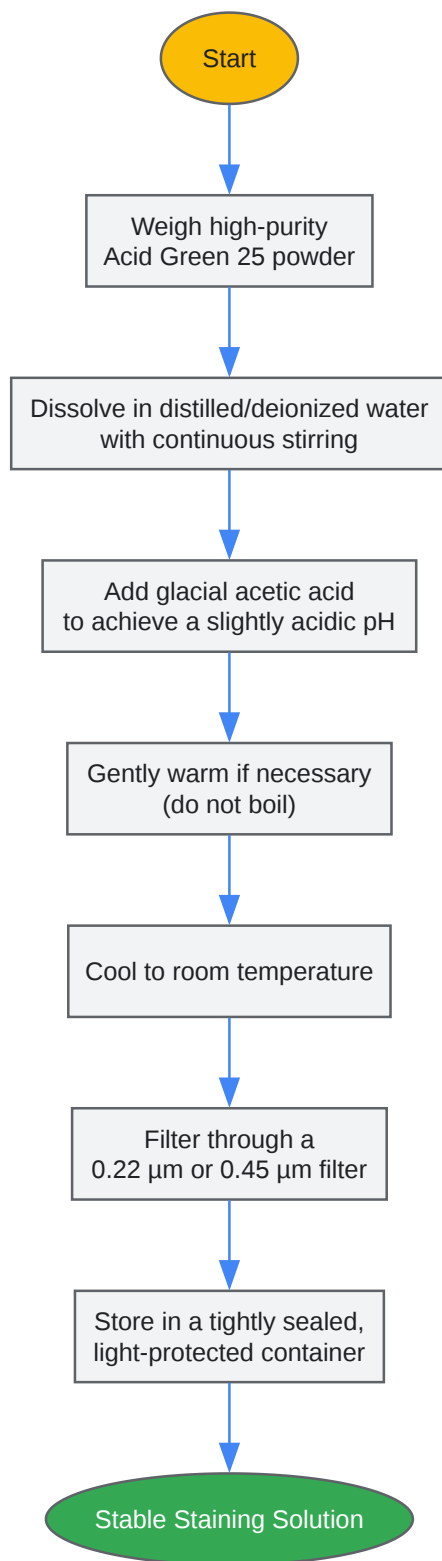 Start
Weigh high-purity
Acid Green 25 powder
Dissolve in distilled/deionized water
with continuous stirring
Add glacial acetic acid
to achieve a slightly acidic pH
Gently warm if necessary
(do not boil)
Cool to room temperature
Filter through a
0.22 µm or 0.45 µm filter
Store in a tightly sealed,
light-protected container
Stable Staining Solution